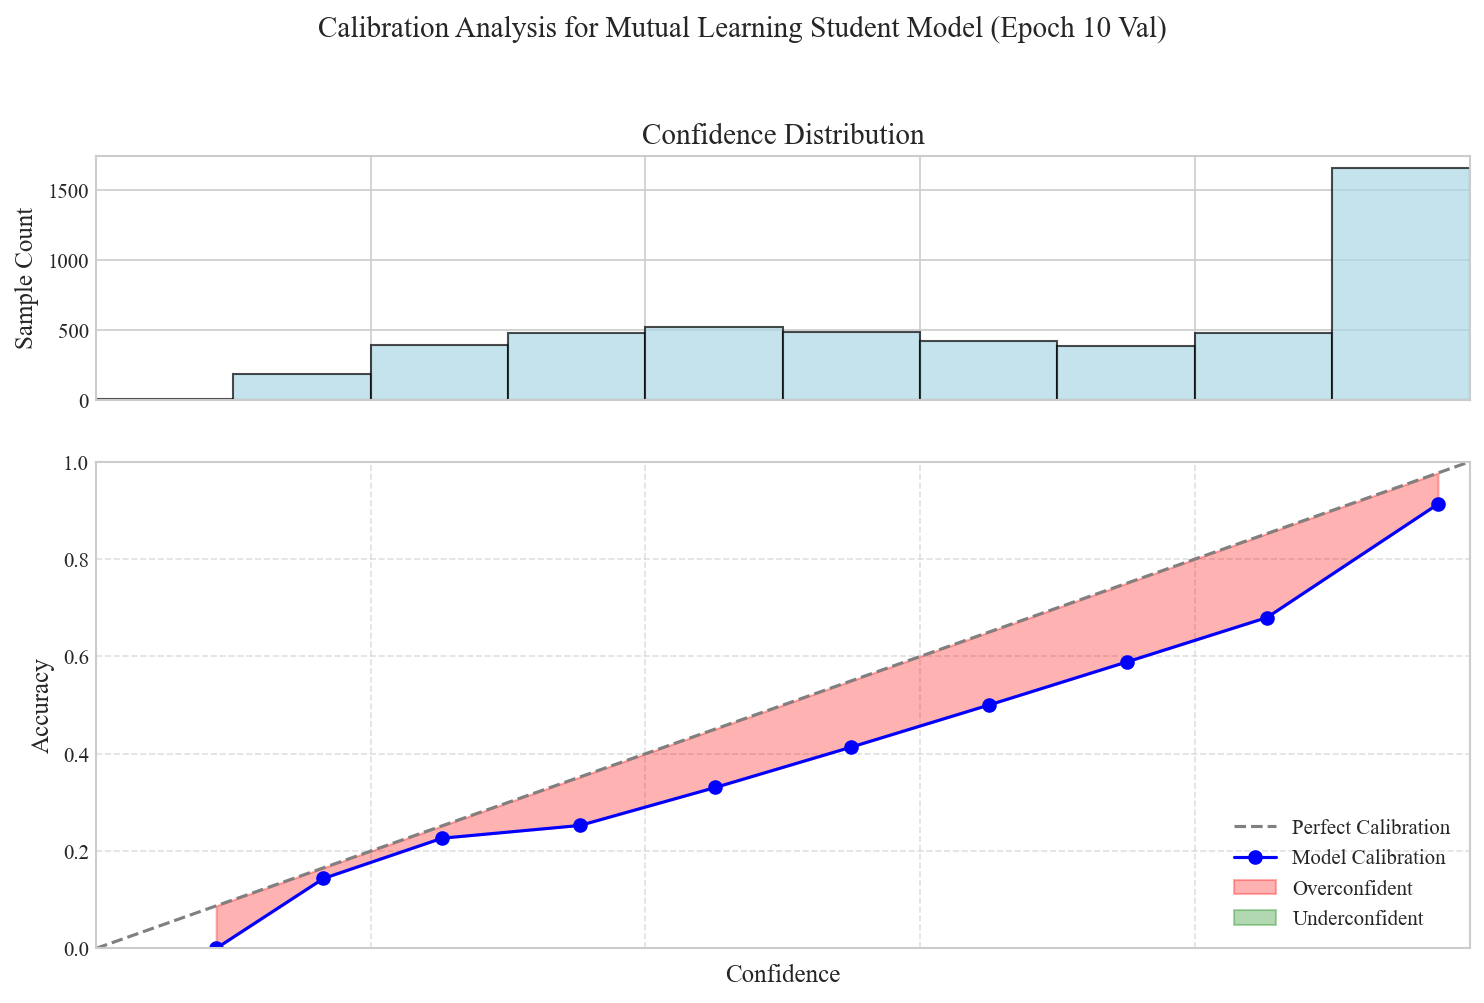 Calibration Analysis for Mutual Learning Student Model (Epoch 10 Val)
Confidence Distribution
Sample Count
1500
1000
500
0
Accuracy
1.0
0.8
0.6
0.4
0.2
0.0
Perfect Calibration
Model Calibration
Overconfident
Underconfident
Confidence